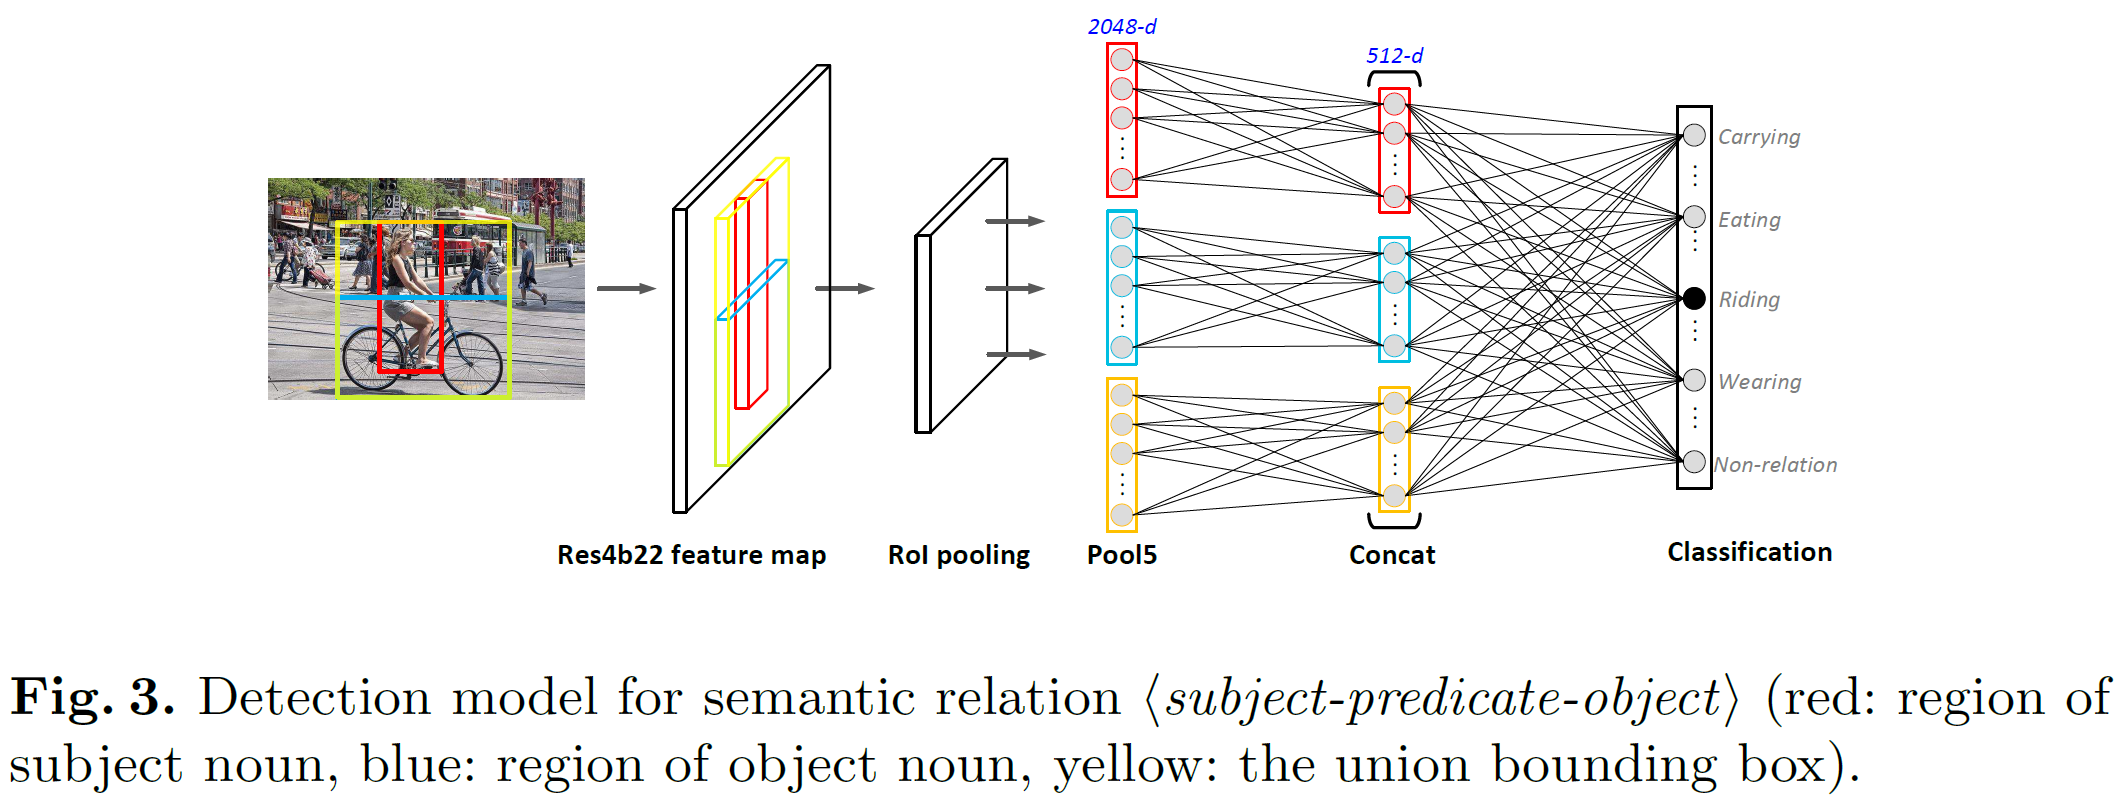 2048-d
512-d
Carrying
Eating
Riding
Wearing
Non-relation
Res4b22 feature map
RoI pooling
Pool5
Concat
Classification
Fig. 3. Detection model for semantic relation ⟨subject-predicate-object⟩ (red: region of
subject noun, blue: region of object noun, yellow: the union bounding box).